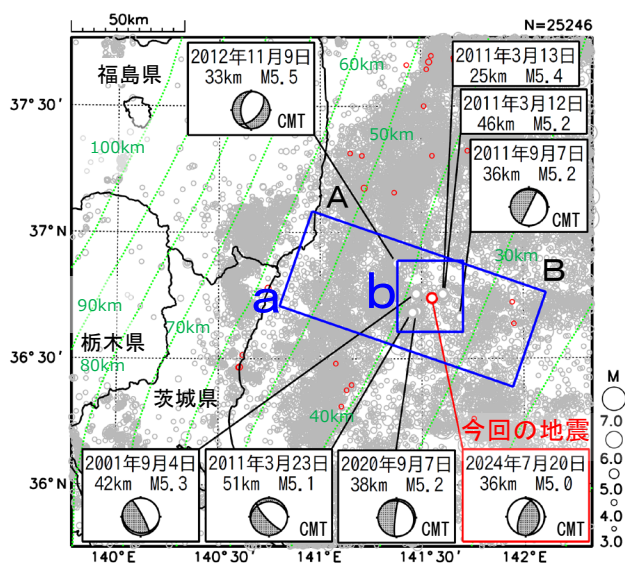 50km
N=25246
2012年11月9日
33km M5.5
CMT
2011年3月13日
25km M5.4
2011年3月12日
46km M5.2
2011年9月7日
36km M5.2
CMT
福島県
60km
50km
100km
37°30′
A
37°N
30km
B
a
b
90km
栃木県
80km
70km
36°30′
茨城県
40km
今回の地震
2001年9月4日
42km M5.3
2011年3月23日
51km M5.1
CMT
2020年9月7日
38km M5.2
CMT
2024年7月20日
36km M5.0
CMT
36°N
M
7.0
6.0
5.0
4.0
3.0
140°E
140°30′
141°E
141°30′
142°E